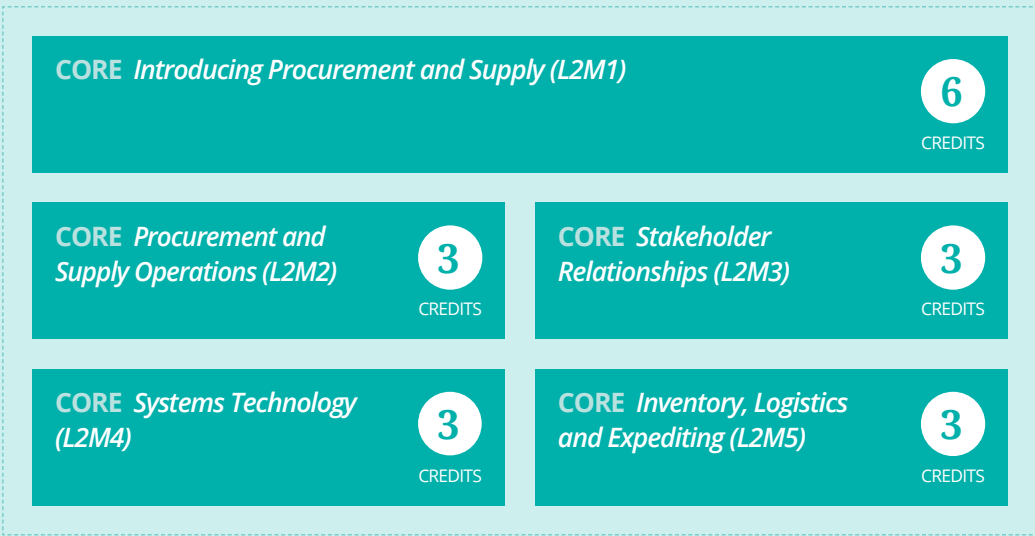 CORE Introducing Procurement and Supply (L2M1)
6
CREDITS
CORE Procurement and
Supply Operations (L2M2)
3
CREDITS
CORE Stakeholder
Relationships (L2M3)
3
CREDITS
CORE Systems Technology
(L2M4)
3
CREDITS
CORE Inventory, Logistics
and Expediting (L2M5)
3
CREDITS